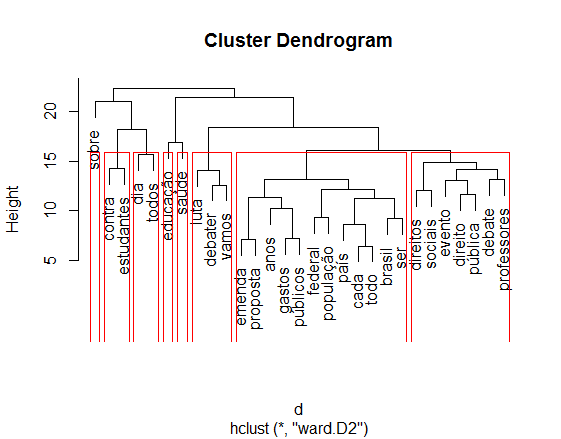 Cluster Dendrogram
Height
20
15
10
5
sobre
contra
estudantes
dia
todos
educação
saúde
luta
debater
vamos
emenda
proposta
anos
gastos
públicos
federal
população
país
cada
todo
brasil
ser
direitos
sociais
evento
direito
pública
debate
professores
d
hclust (*, "ward.D2")